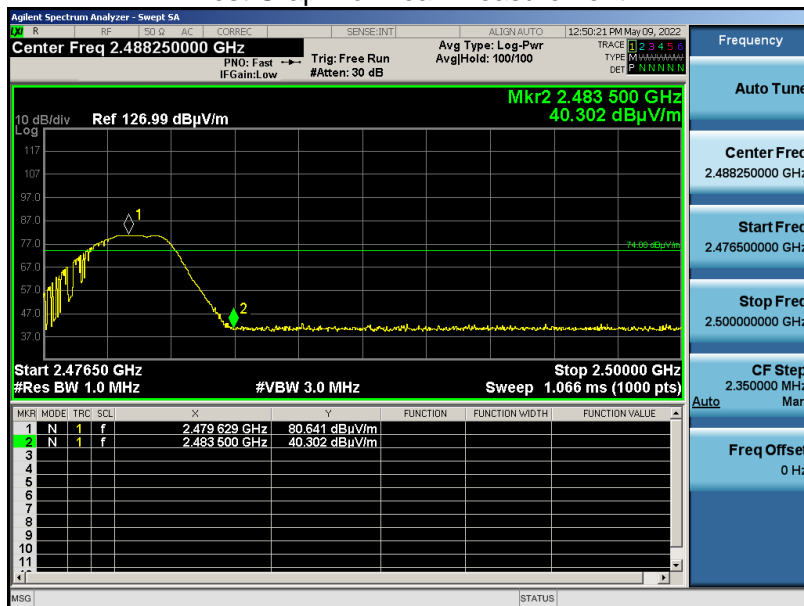 Agilent Spectrum Analyzer - Swept SA
LXI R RF 50 Ω AC CORREC SENSE:INT ALIGN AUTO 12:50:21 PM May 09, 2022
Center Freq 2.488250000 GHz
PNO: Fast
IFGain:Low
Trig: Free Run
#Atten: 30 dB
Avg Type: Log-Pwr
Avg|Hold: 100/100
TRACE 1 2 3 4 5 6
TYPE M
DET P N N N N N
Mkr2 2.483 500 GHz
40.302 dBµV/m
10 dB/div Ref 126.99 dBµV/m
Log
117
107
97.0
87.0
77.0
67.0
57.0
47.0
37.0
1
74.00 dBµV/m
2
Start 2.47650 GHz Stop 2.50000 GHz
#Res BW 1.0 MHz #VBW 3.0 MHz Sweep 1.066 ms (1000 pts)
MKR MODE TRC SCL X Y FUNCTION FUNCTION WIDTH FUNCTION VALUE
1 N 1 f 2.479 629 GHz 80.641 dBµV/m
2 N 1 f 2.483 500 GHz 40.302 dBµV/m
3
4
5
6
7
8
9
10
11
MSG STATUS
Frequency
Auto Tune
Center Freq
2.488250000 GHz
Start Freq
2.476500000 GHz
Stop Freq
2.500000000 GHz
CF Step
2.350000 MHz
Auto Man
Freq Offset
0 Hz